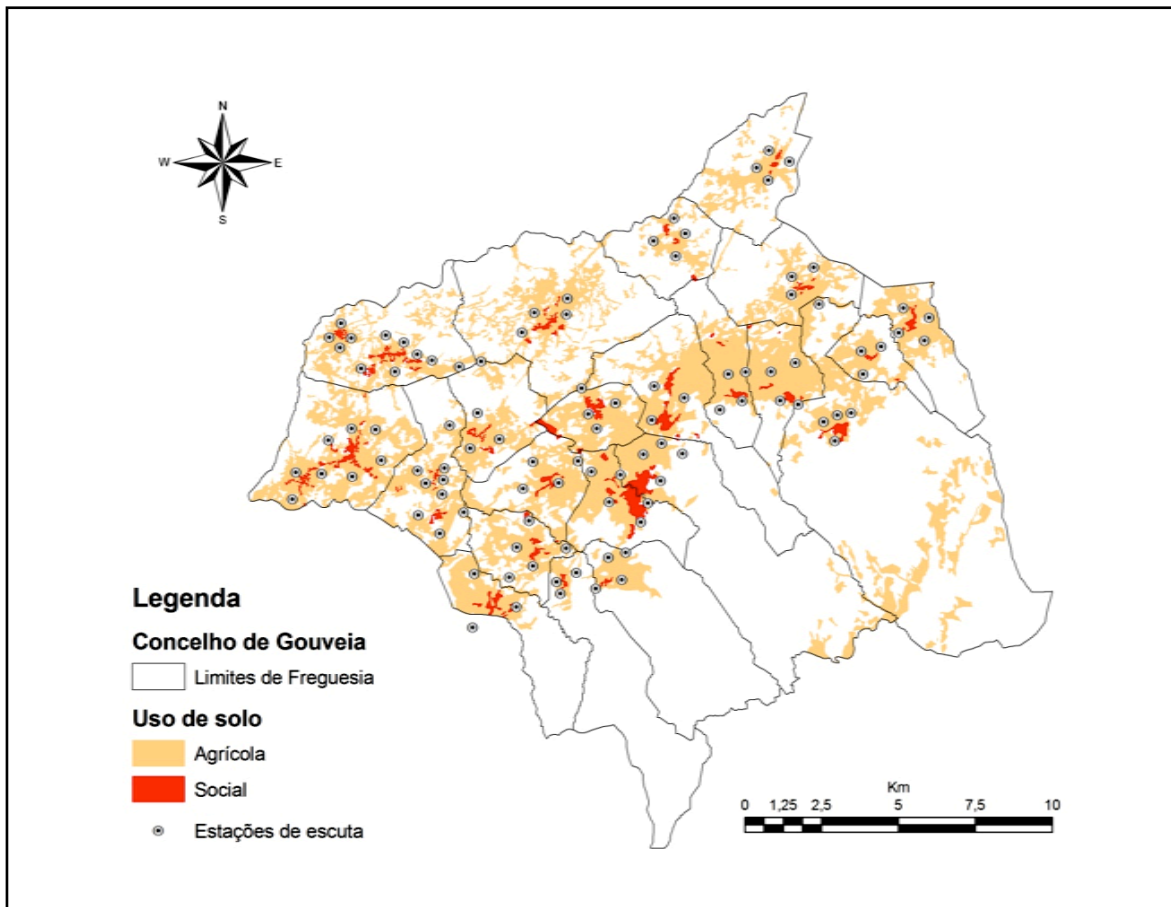 N
W E
S
Legenda
Concelho de Gouveia
Limites de Freguesia
Uso de solo
Agrícola
Social
Estações de escuta
Km
0 1,25 2,5 5 7,5 10